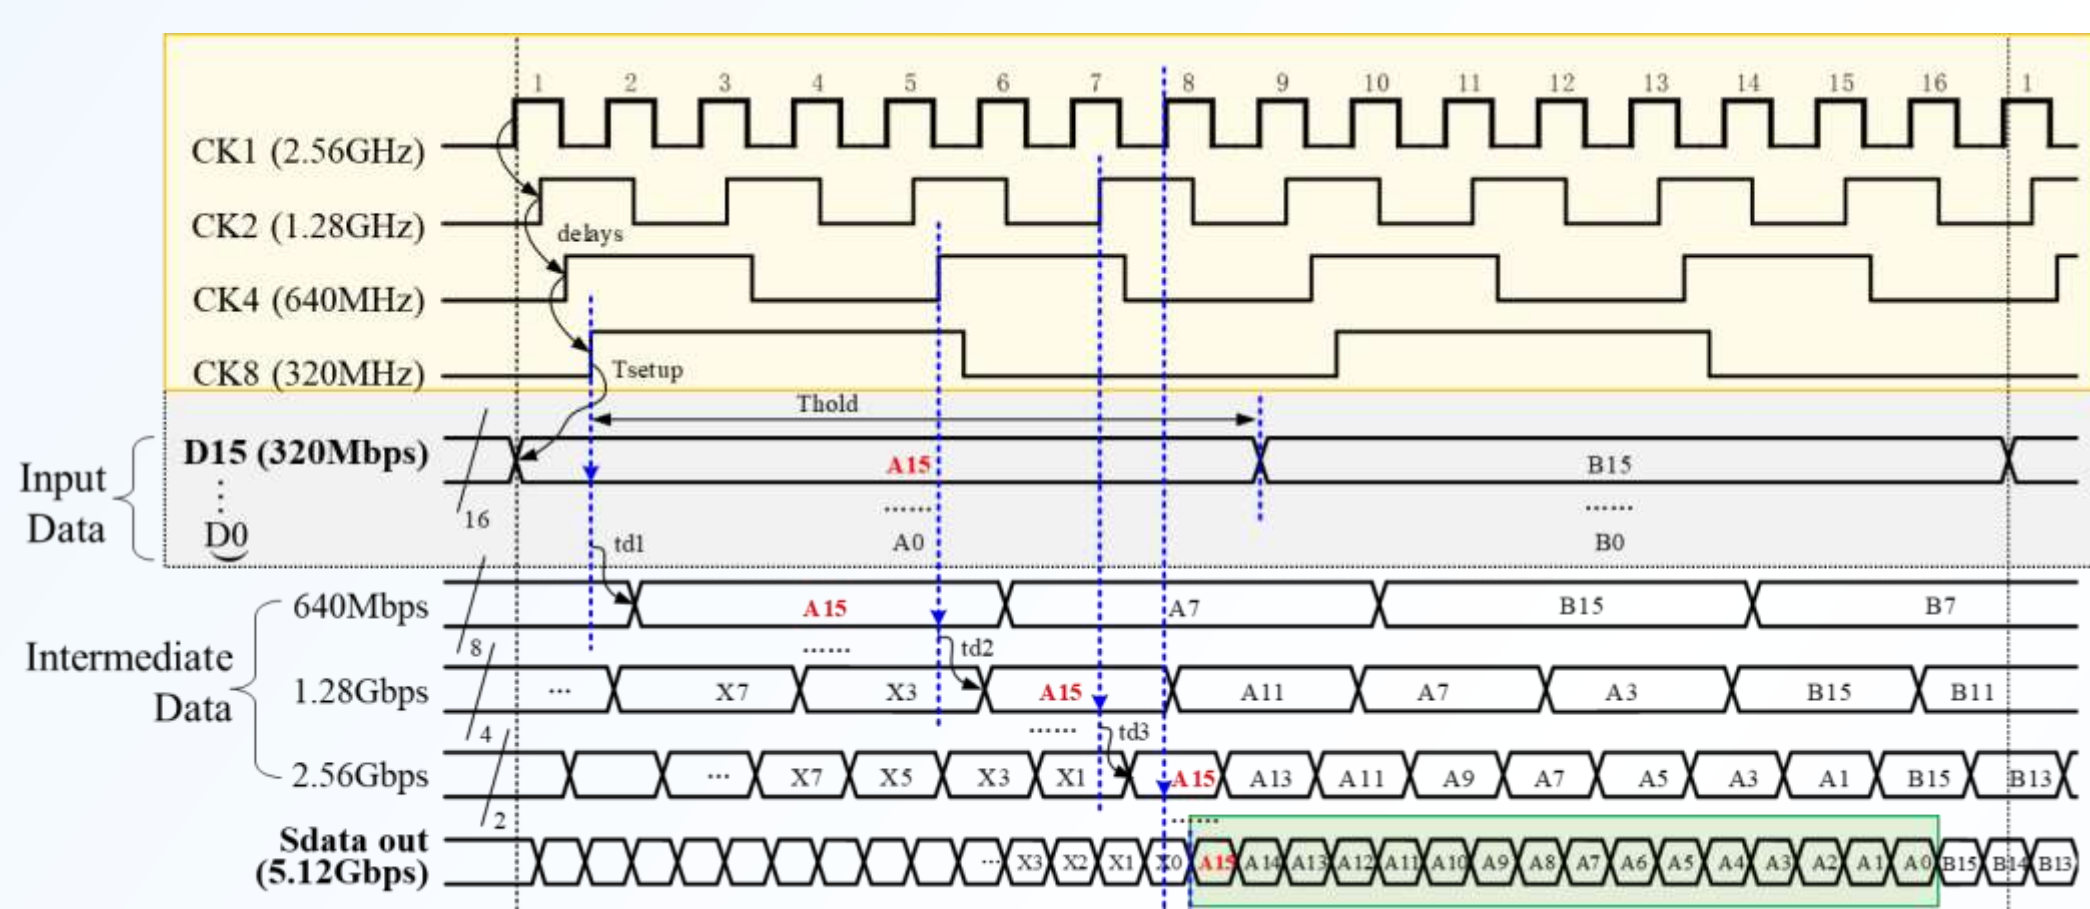 1 2 3 4 5 6 7 8 9 10 11 12 13 14 15 16 1
CK1 (2.56GHz)
CK2 (1.28GHz)
delays
CK4 (640MHz)
CK8 (320MHz)
Tsetup
Thold
D15 (320Mbps)
A15 B15
Input
Data
16
...... ......
D0
A0 B0
td1
640Mbps
A15 A7 B15 B7
8
......
td2
Intermediate
Data
1.28Gbps
... X7 X3 A15 A11 A7 A3 B15 B11
4
......
td3
2.56Gbps
... X7 X5 X3 X1 A15 A13 A11 A9 A7 A5 A3 A1 B15 B13
2
......
Sdata out
(5.12Gbps)
... X3 X2 X1 X0 A15 A14 A13 A12 A11 A10 A9 A8 A7 A6 A5 A4 A3 A2 A1 A0 B15 B14 B13